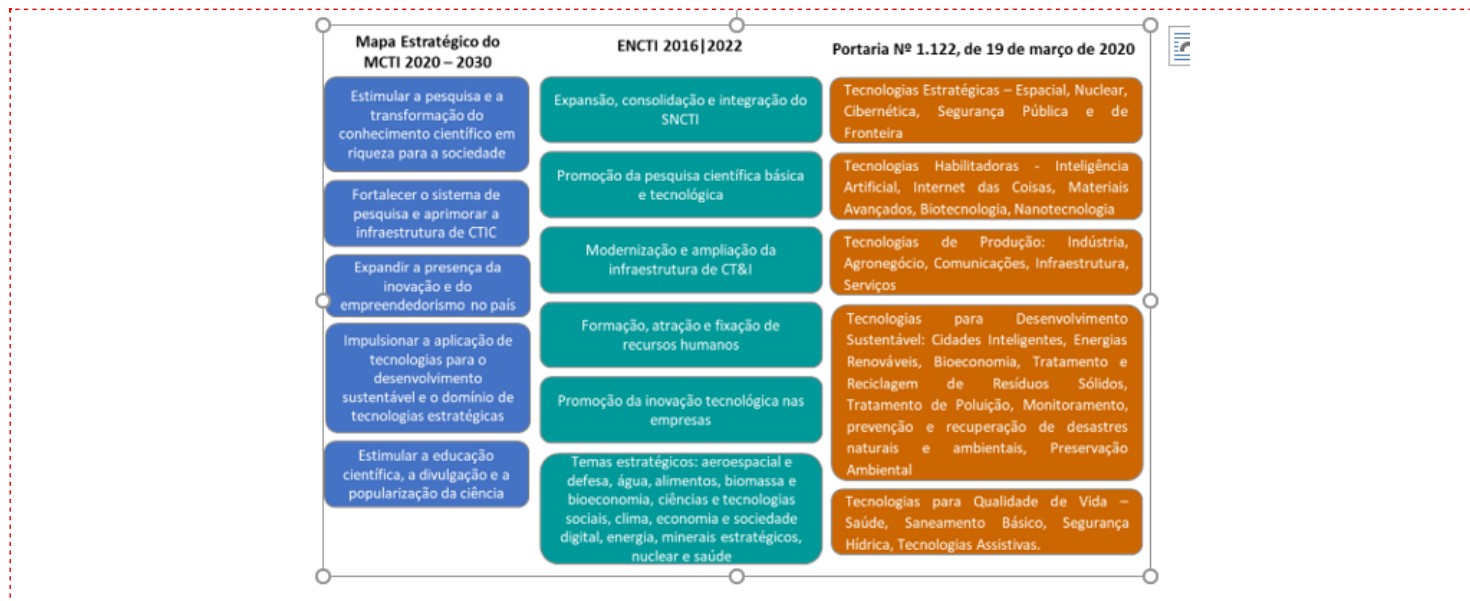 Mapa Estratégico do
MCTI 2020 – 2030
Estimular a pesquisa e a
transformação do
conhecimento científico em
riqueza para a sociedade
Fortalecer o sistema de
pesquisa e aprimorar a
infraestrutura de CTIC
Expandir a presença da
inovação e do
empreendedorismo no país
Impulsionar a aplicação de
tecnologias para o
desenvolvimento
sustentável e o domínio de
tecnologias estratégicas
Estimular a educação
científica, a divulgação e a
popularização da ciência
ENCTI 2016|2022
Expansão, consolidação e integração do
SNCTI
Promoção da pesquisa científica básica
e tecnológica
Modernização e ampliação da
infraestrutura de CT&I
Formação, atração e fixação de
recursos humanos
Promoção da inovação tecnológica nas
empresas
Temas estratégicos: aeroespacial e
defesa, água, alimentos, biomassa e
bioeconomia, ciências e tecnologias
sociais, clima, economia e sociedade
digital, energia, minerais estratégicos,
nuclear e saúde
Portaria Nº 1.122, de 19 de março de 2020
Tecnologias Estratégicas – Espacial, Nuclear,
Cibernética, Segurança Pública e de
Fronteira
Tecnologias Habilitadoras - Inteligência
Artificial, Internet das Coisas, Materiais
Avançados, Biotecnologia, Nanotecnologia
Tecnologias de Produção: Indústria,
Agronegócio, Comunicações, Infraestrutura,
Serviços
Tecnologias para Desenvolvimento
Sustentável: Cidades Inteligentes, Energias
Renováveis, Bioeconomia, Tratamento e
Reciclagem de Resíduos Sólidos,
Tratamento de Poluição, Monitoramento,
prevenção e recuperação de desastres
naturais e ambientais, Preservação
Ambiental
Tecnologias para Qualidade de Vida –
Saúde, Saneamento Básico, Segurança
Hídrica, Tecnologias Assistivas.